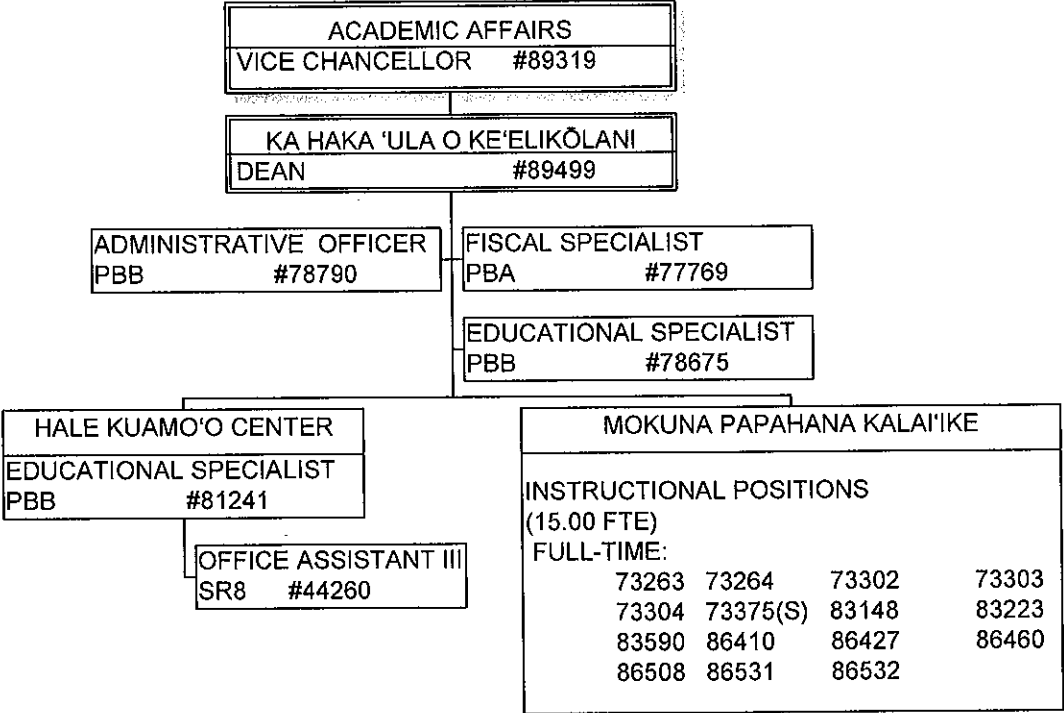 ACADEMIC AFFAIRS
VICE CHANCELLOR #89319
KA HAKA 'ULA O KE'ELIKŌLANI
DEAN #89499
ADMINISTRATIVE OFFICER
PBB #78790
FISCAL SPECIALIST
PBA #77769
EDUCATIONAL SPECIALIST
PBB #78675
HALE KUAMO'O CENTER
EDUCATIONAL SPECIALIST
PBB #81241
OFFICE ASSISTANT III
SR8 #44260
MOKUNA PAPAHANA KALAI'IKE
INSTRUCTIONAL POSITIONS
(15.00 FTE)
FULL-TIME:
73263 73264 73302 73303
73304 73375(S) 83148 83223
83590 86410 86427 86460
86508 86531 86532